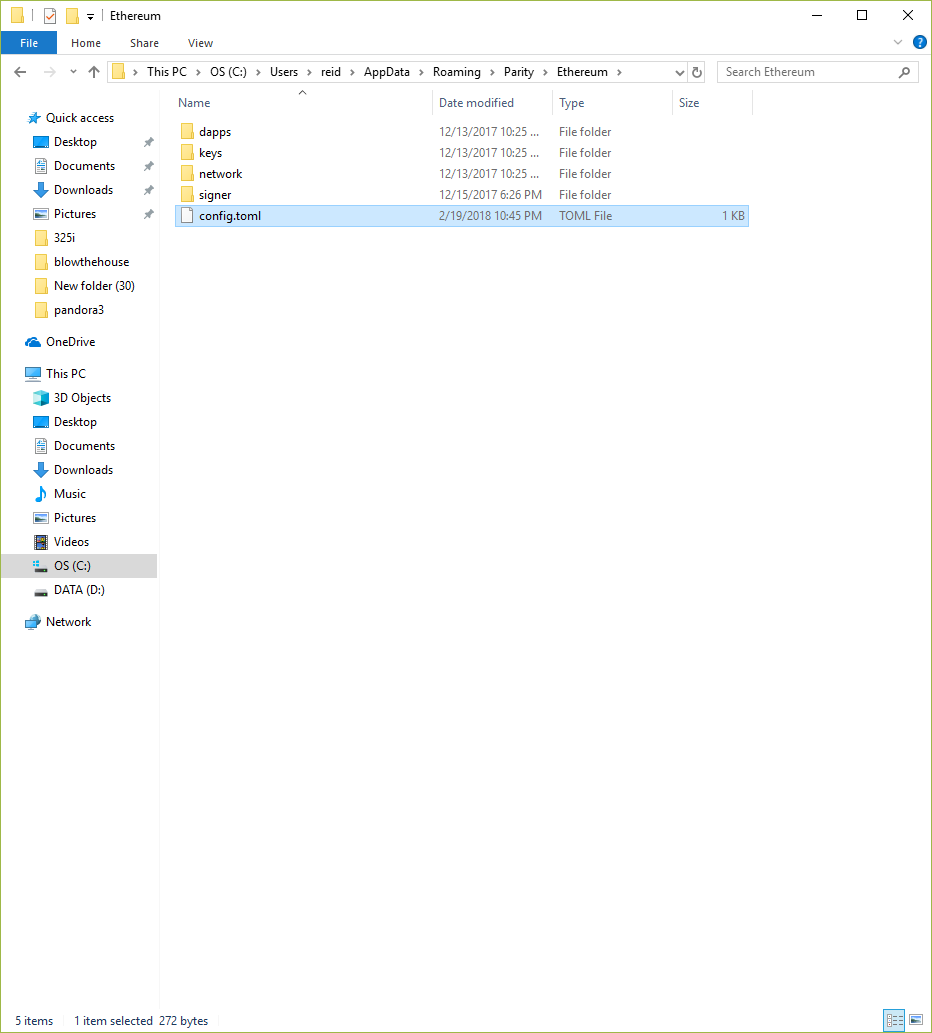 Ethereum
File Home Share View
This PC OS (C:) Users reid AppData Roaming Parity Ethereum Search Ethereum
Name Date modified Type Size
dapps 12/13/2017 10:25 ... File folder
keys 12/13/2017 10:25 ... File folder
network 12/13/2017 10:25 ... File folder
signer 12/15/2017 6:26 PM File folder
config.toml 2/19/2018 10:45 PM TOML File 1 KB
Quick access
Desktop
Documents
Downloads
Pictures
325i
blowthehouse
New folder (30)
pandora3
OneDrive
This PC
3D Objects
Desktop
Documents
Downloads
Music
Pictures
Videos
OS (C:)
DATA (D:)
Network
5 items 1 item selected 272 bytes